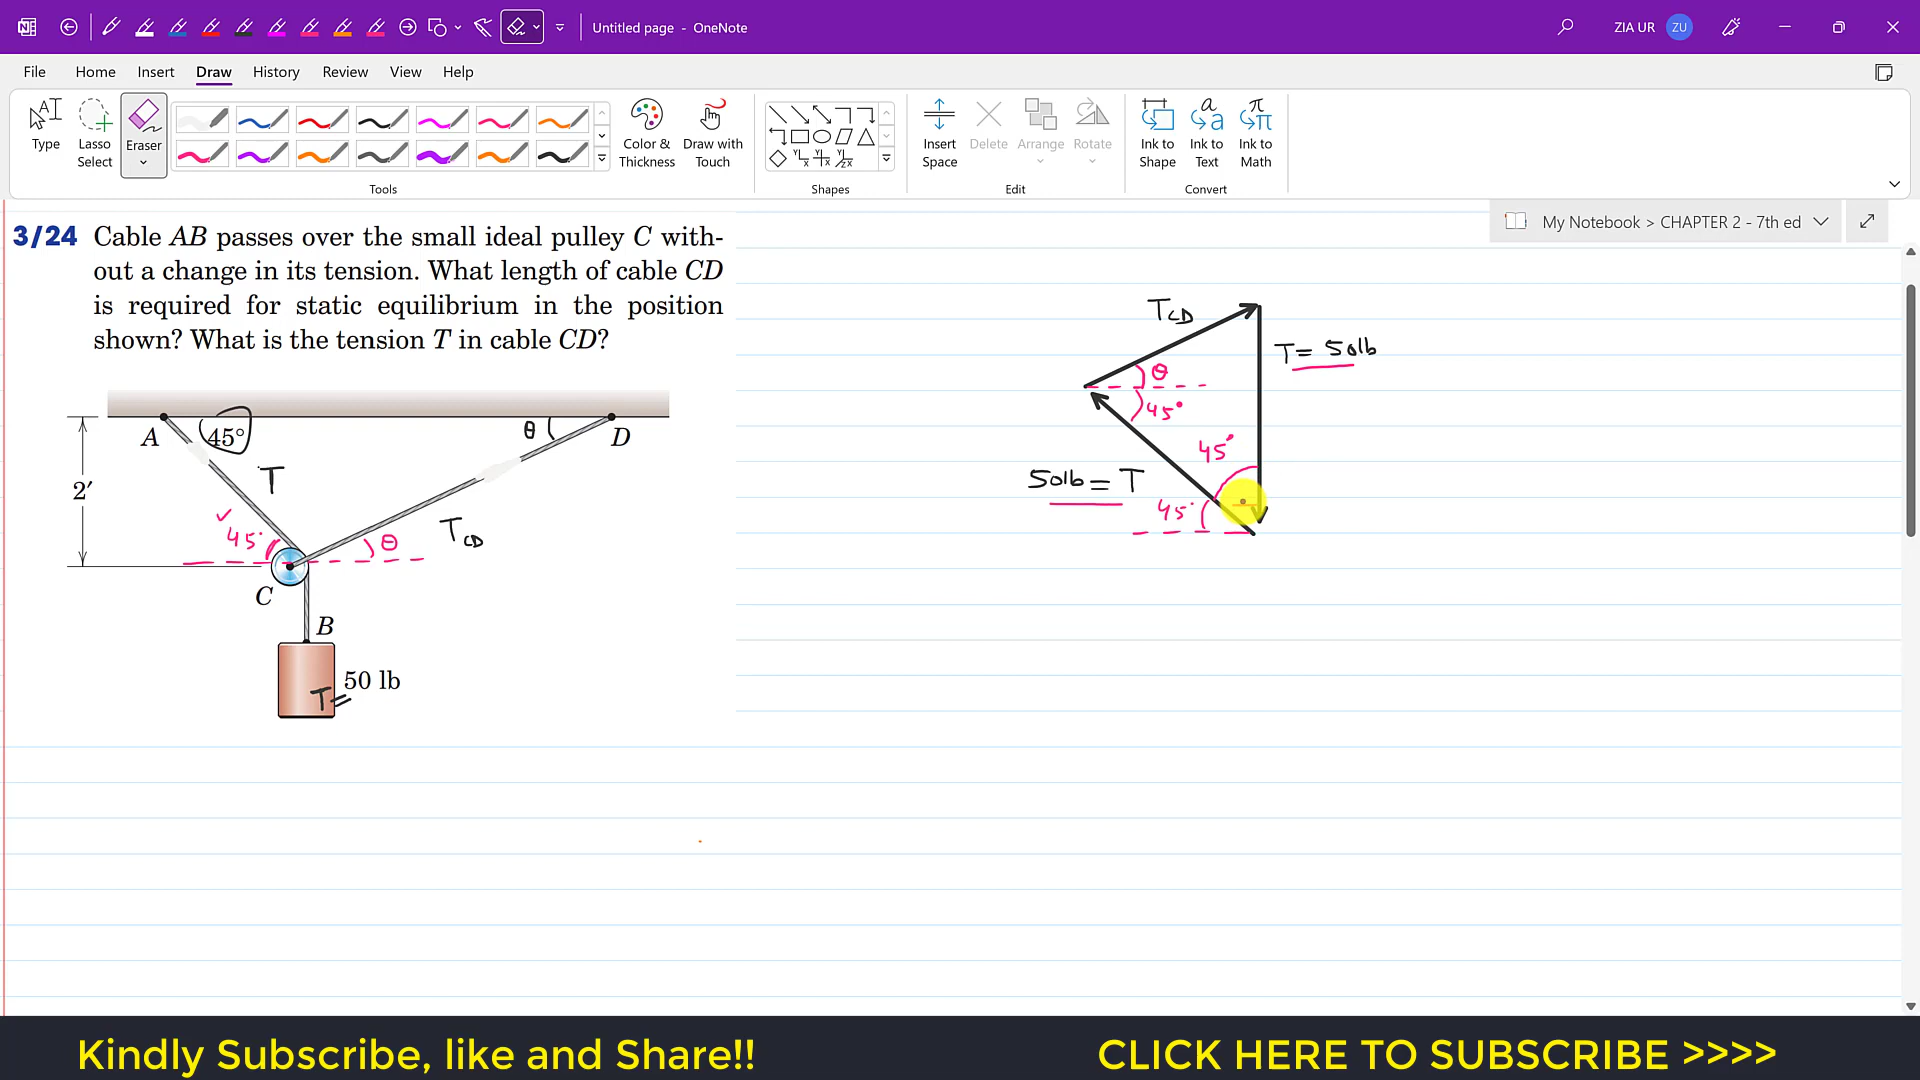 Untitled page - OneNote
ZIA UR
ZU
File
Home
Insert
Draw
History
Review
View
Help
Type
Lasso Select
Eraser
Color & Thickness
Draw with Touch
Insert Space
Delete
Arrange
Rotate
Ink to Shape
Ink to Text
Ink to Math
Tools
Shapes
Edit
Convert
My Notebook > CHAPTER 2 - 7th ed
3/24 Cable AB passes over the small ideal pulley C with-
out a change in its tension. What length of cable CD
is required for static equilibrium in the position
shown? What is the tension T in cable CD?
A
45°
θ
D
2'
T
45°
θ
TCD
C
B
T= 50 lb
TCD
T= 50lb
θ
45°
45°
50lb = T
45°
Kindly Subscribe, like and Share!!
CLICK HERE TO SUBSCRIBE >>>>